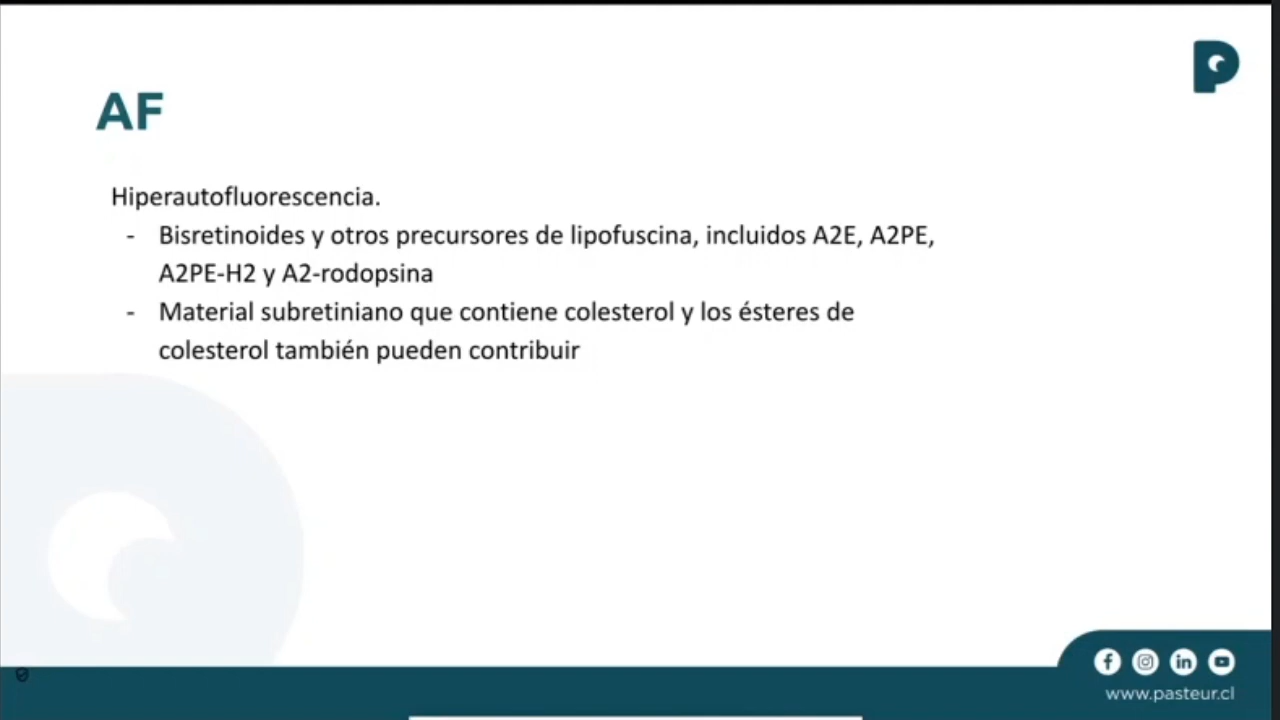 AF
Hiperautofluorescencia.
- Bisretinoides y otros precursores de lipofuscina, incluidos A2E, A2PE,
A2PE-H2 y A2-rodopsina
- Material subretiniano que contiene colesterol y los ésteres de
colesterol también pueden contribuir
www.pasteur.cl